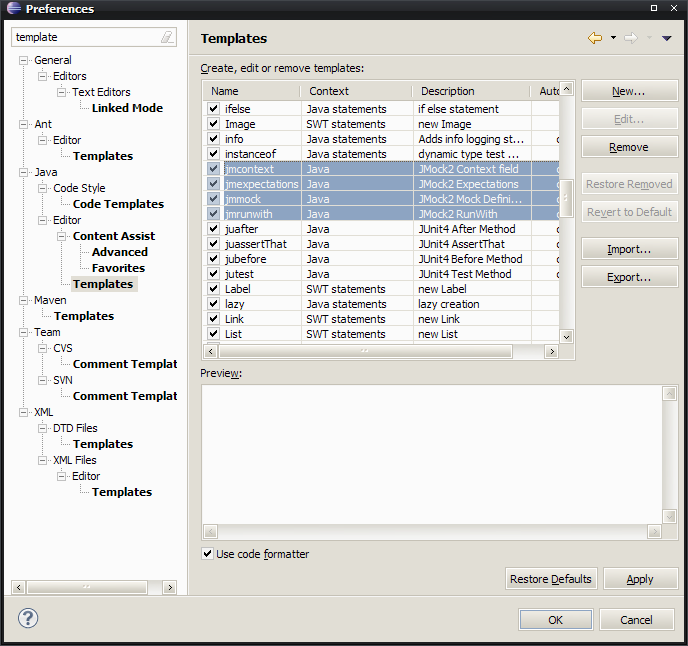 Preferences
template
General
Editors
Text Editors
Linked Mode
Ant
Editor
Templates
Java
Code Style
Code Templates
Editor
Content Assist
Advanced
Favorites
Templates
Maven
Templates
Team
CVS
Comment Templat
SVN
Comment Templat
XML
DTD Files
Templates
XML Files
Editor
Templates
Templates
Create, edit or remove templates:
Name Context Description Auto
ifelse Java statements if else statement
Image SWT statements new Image
info Java Adds info logging st...
instanceof Java statements dynamic type test ...
jmcontext Java JMock2 Context field
jmexpectations Java JMock2 Expectations
jmmock Java JMock2 Mock Defini...
jmrunwith Java JMock2 RunWith
juafter Java JUnit4 After Method
juassertThat Java JUnit4 AssertThat
jubefore Java JUnit4 Before Method
jutest Java JUnit4 Test Method
Label SWT statements new Label
lazy Java statements lazy creation
Link SWT statements new Link
List SWT statements new List
New...
Edit...
Remove
Restore Removed
Revert to Default
Import...
Export...
Preview:
Use code formatter
Restore Defaults Apply
? OK Cancel